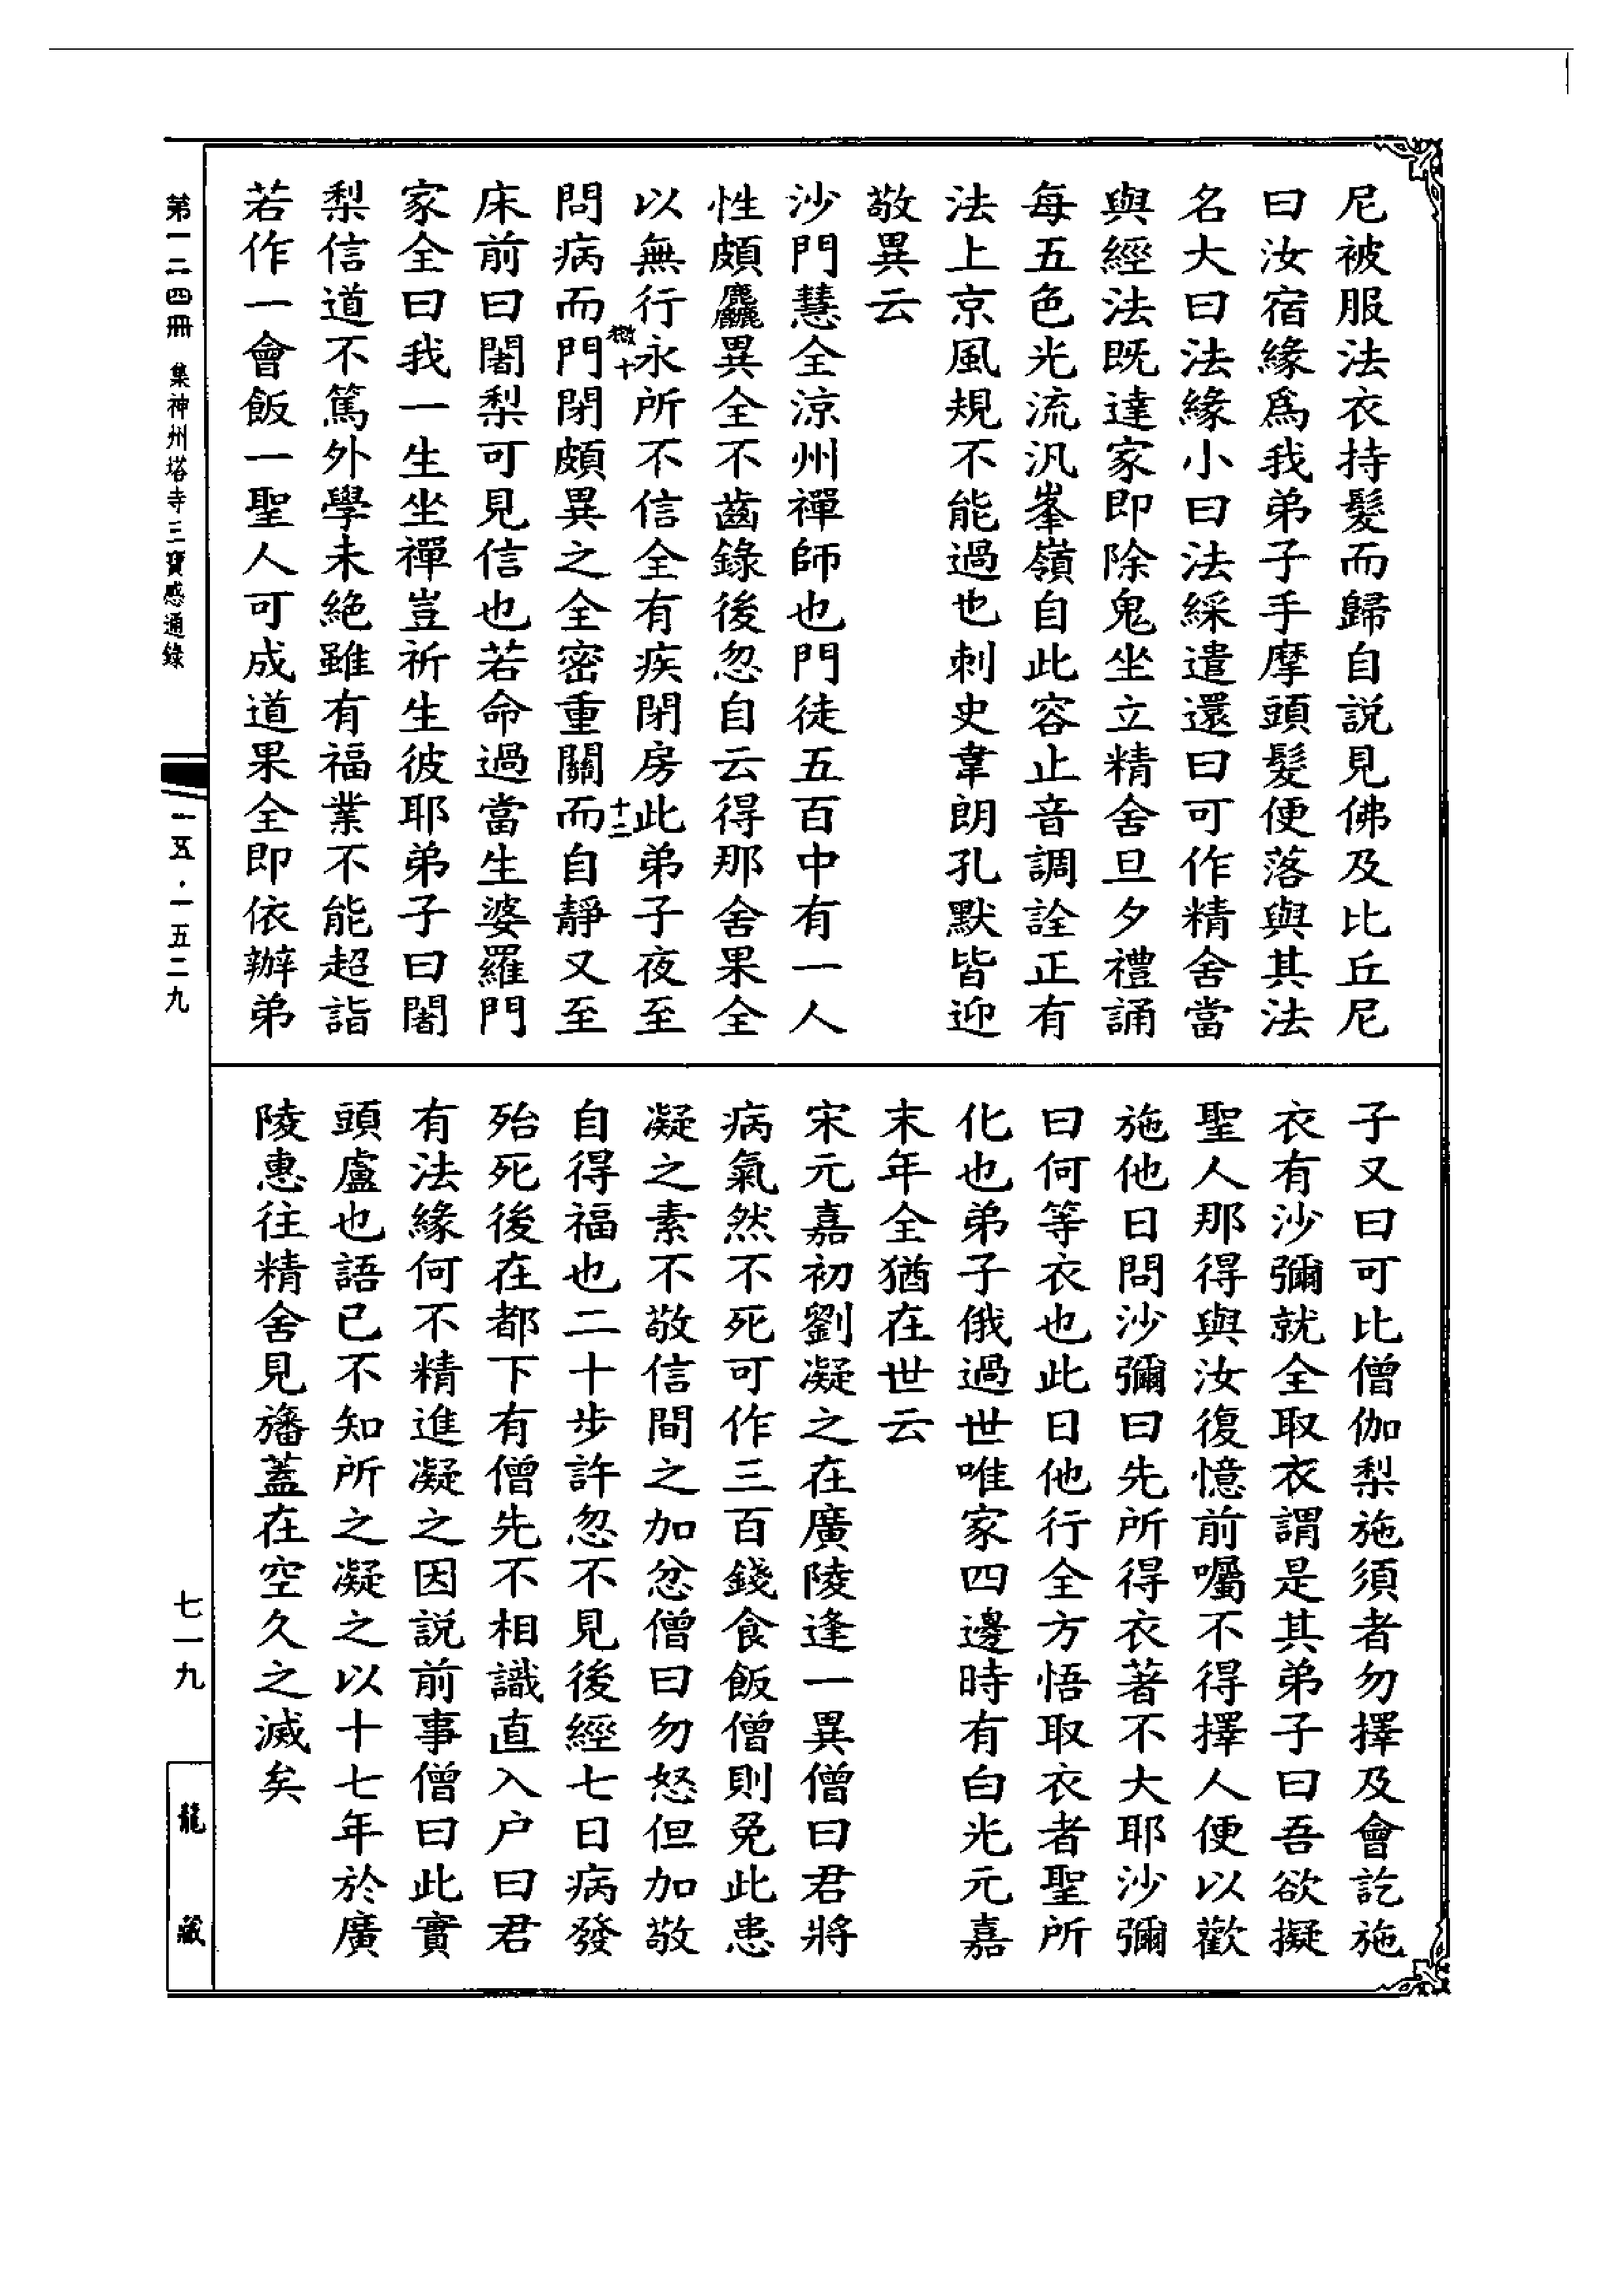 尼被服法衣持髮而歸自説見佛及比丘尼
曰汝宿緣爲我弟子手摩頭髮便落與其法
名大曰法緣小曰法綵遣還曰可作精舍當
與經法既達家即除鬼坐立精舍旦夕禮誦
每五色光流汎峯嶺自此容止音調詮正有
法上京風規不能過也刺史韋朗孔默皆迎
敬異云
沙門慧全涼州禪師也門徒五百中有一人
性頗麤異全不齒錄後忽自云得那舍果全
以無行永所不信全有疾閉房此弟子夜至
問病而門閉頗異之全密重關而自靜又至
床前曰闍梨可見信也若命過當生婆羅門
家全曰我一生坐禪豈祈生彼耶弟子曰闍
梨信道不篤外學未絶雖有福業不能超詣
若作一會飯一聖人可成道果全即依辦弟
子又曰可比僧伽梨施須者勿擇及會訖施
衣有沙彌就全取衣謂是其弟子曰吾欲擬
聖人那得與汝復憶前囑不得擇人便以歡
施他日問沙彌曰先所得衣著不大耶沙彌
曰何等衣也此日他行全方悟取衣者聖所
化也弟子俄過世唯家四邊時有白光元嘉
末年全猶在世云
宋元嘉初劉凝之在廣陵逢一異僧曰君將
病氣然不死可作三百錢食飯僧則免此患
凝之素不敬信間之加忿僧曰勿怒但加敬
自得福也二十步許忽不見後經七日病發
殆死後在都下有僧先不相識直入户曰君
有法緣何不精進凝之因説前事僧曰此實
頭盧也語已不知所之凝之以十七年於廣
陵惠往精舍見旛蓋在空久之滅矣
十
十二
第一二四冊 集神州塔寺三寶感通錄
一五·一五二九
七一九
龍藏